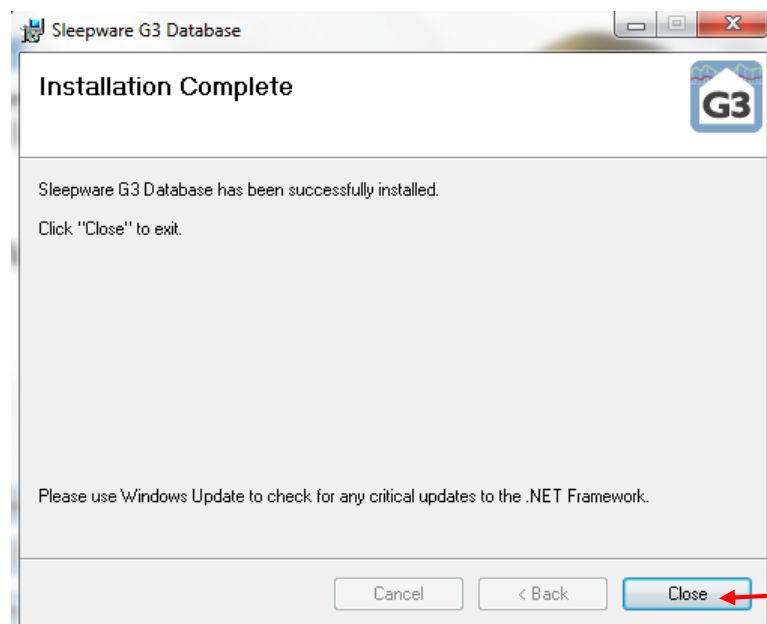 Sleepware G3 Database
Installation Complete
G3
Sleepware G3 Database has been successfully installed.
Click "Close" to exit.
Please use Windows Update to check for any critical updates to the .NET Framework.
Cancel
< Back
Close